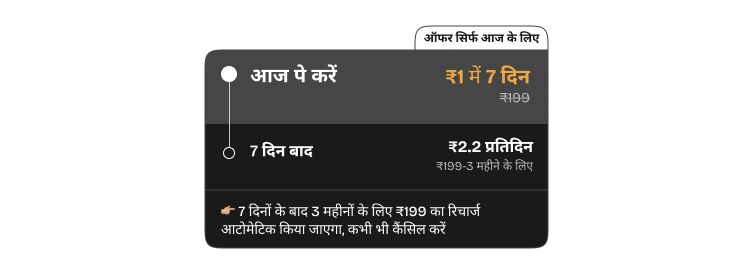 ऑफर सिर्फ आज के लिए
आज पे करें
₹1 में 7 दिन
₹199
7 दिन बाद
₹2.2 प्रतिदिन
₹199-3 महीने के लिए
👉🏼 7 दिनों के बाद 3 महीनों के लिए ₹199 का रिचार्ज
आटोमेटिक किया जाएगा, कभी भी कैंसिल करें